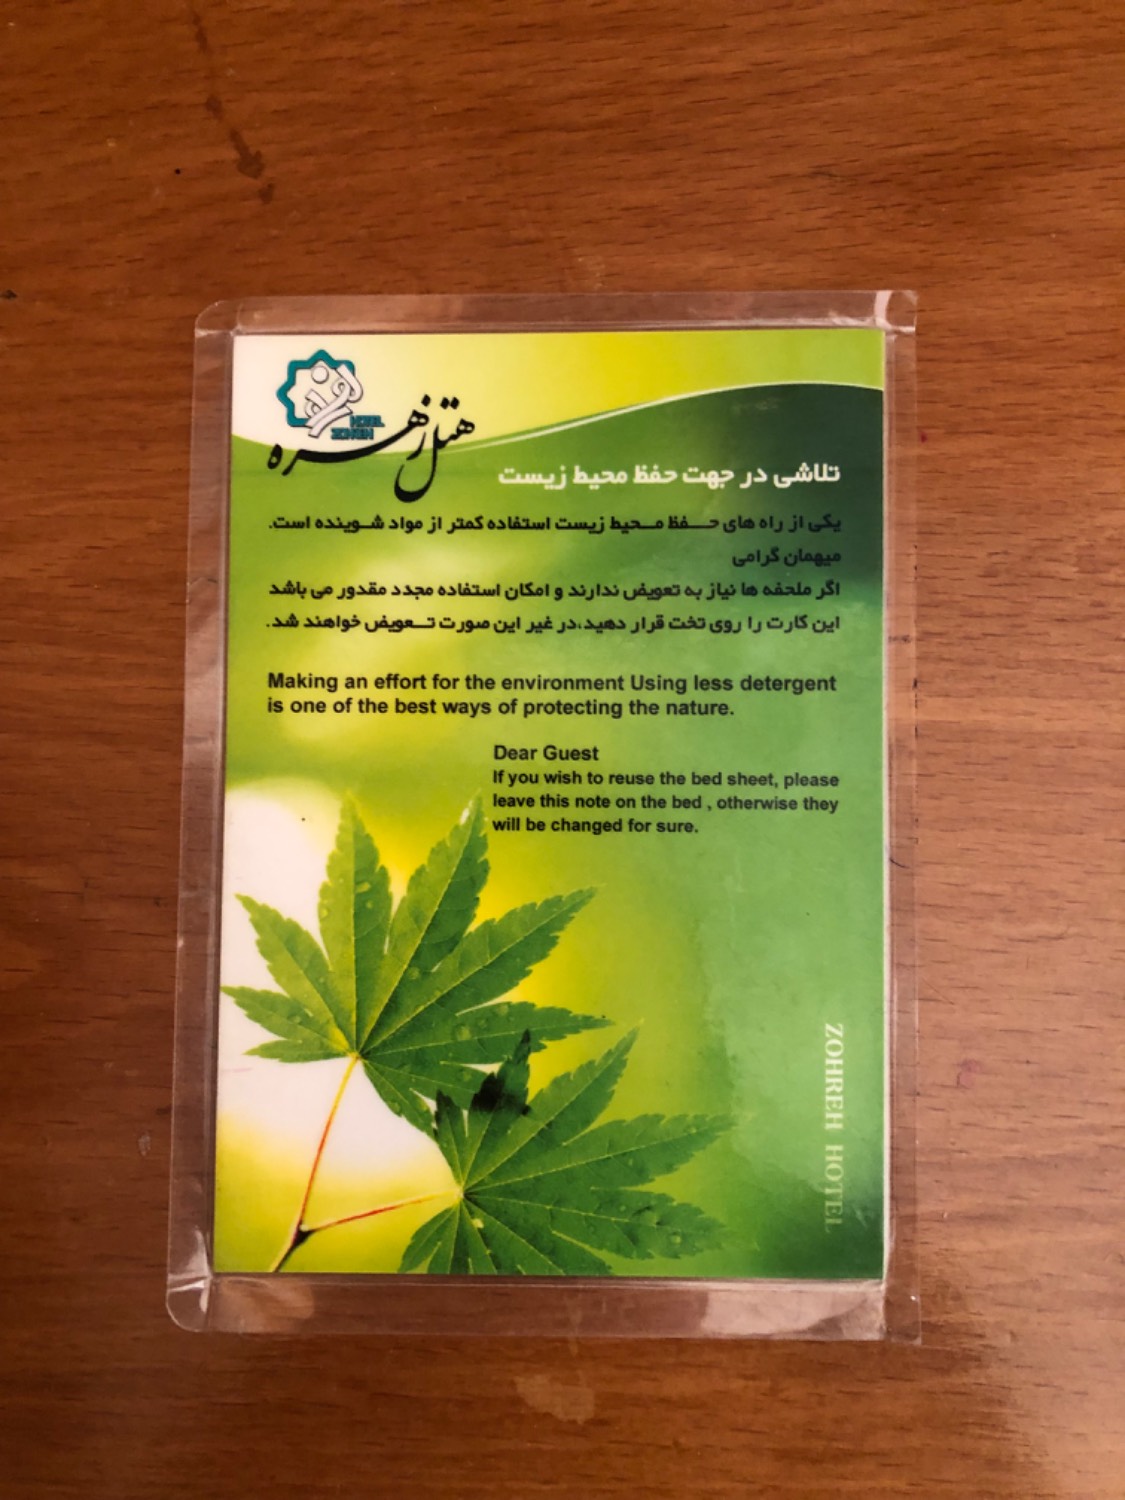 هتل زهره
HOTEL
ZOHREH
تلاشی در جهت حفظ محیط زیست
یکی از راه های حفظ محیط زیست استفاده کمتر از مواد شوینده است.
میهمان گرامی
اگر ملحفه ها نیاز به تعویض ندارند و امکان استفاده مجدد مقدور می باشد
این کارت را روی تخت قرار دهید،در غیر این صورت تعویض خواهند شد.
Making an effort for the environment Using less detergent
is one of the best ways of protecting the nature.
Dear Guest
If you wish to reuse the bed sheet, please
leave this note on the bed , otherwise they
will be changed for sure.
ZOHREH HOTEL